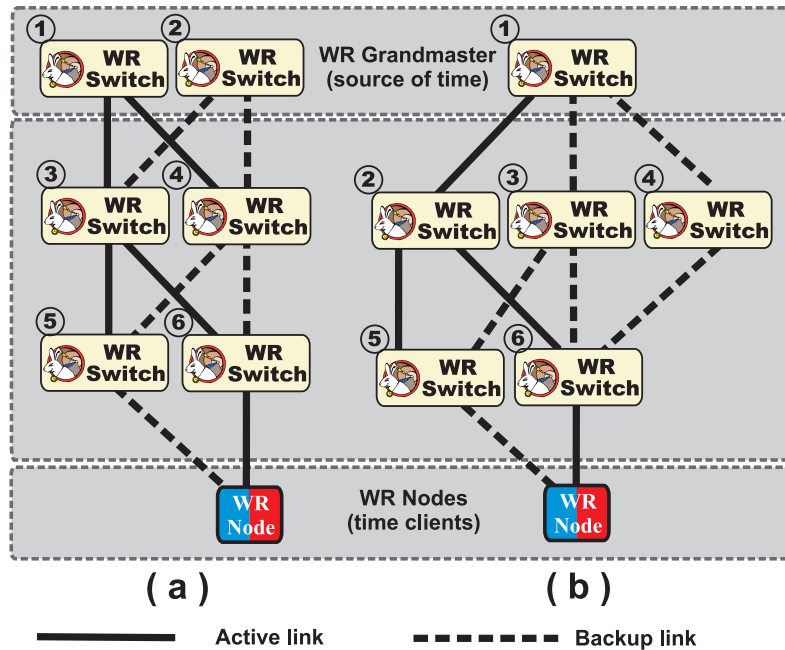 1
WR
Switch
2
WR
Switch
WR Grandmaster
(source of time)
1
WR
Switch
3
WR
Switch
4
WR
Switch
2
WR
Switch
3
WR
Switch
4
WR
Switch
5
WR
Switch
6
WR
Switch
5
WR
Switch
6
WR
Switch
WR
Node
WR Nodes
(time clients)
WR
Node
( a )
( b )
Active link
Backup link